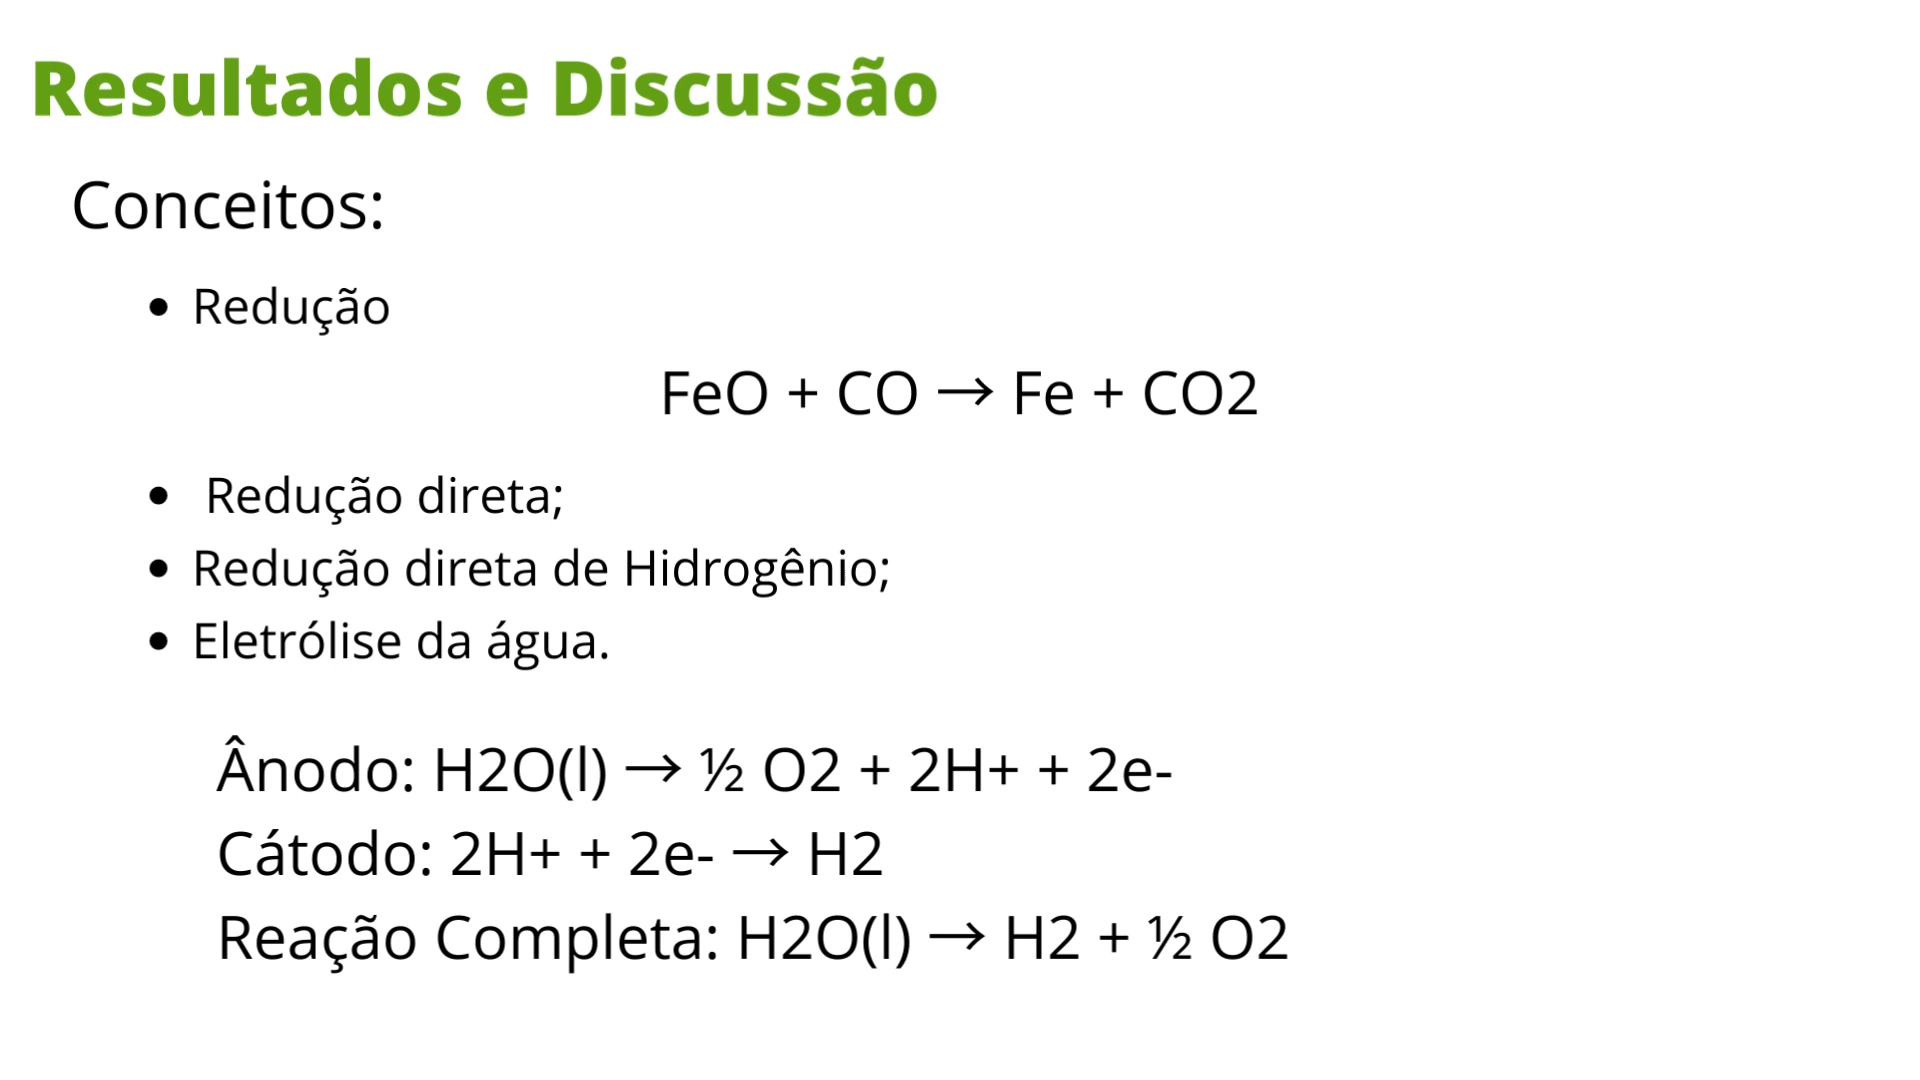 Resultados e Discussão
Conceitos:
• Redução
FeO + CO → Fe + CO2
• Redução direta;
• Redução direta de Hidrogênio;
• Eletrólise da água.
Ânodo: H2O(l) → ½ O2 + 2H+ + 2e-
Cátodo: 2H+ + 2e- → H2
Reação Completa: H2O(l) → H2 + ½ O2